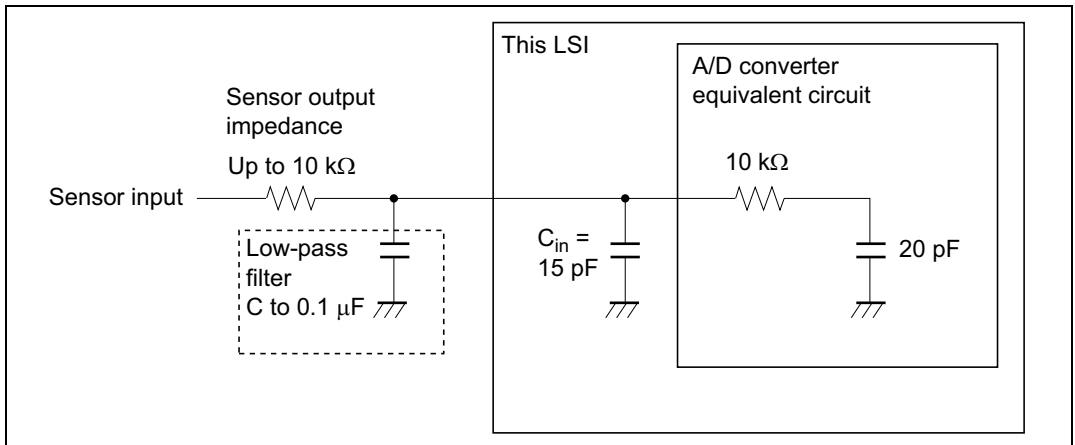 This LSI
A/D converter
equivalent circuit
Sensor output
impedance
Up to 10 kΩ
10 kΩ
Sensor input
Low-pass
filter
C to 0.1 μF
Cin =
15 pF
20 pF